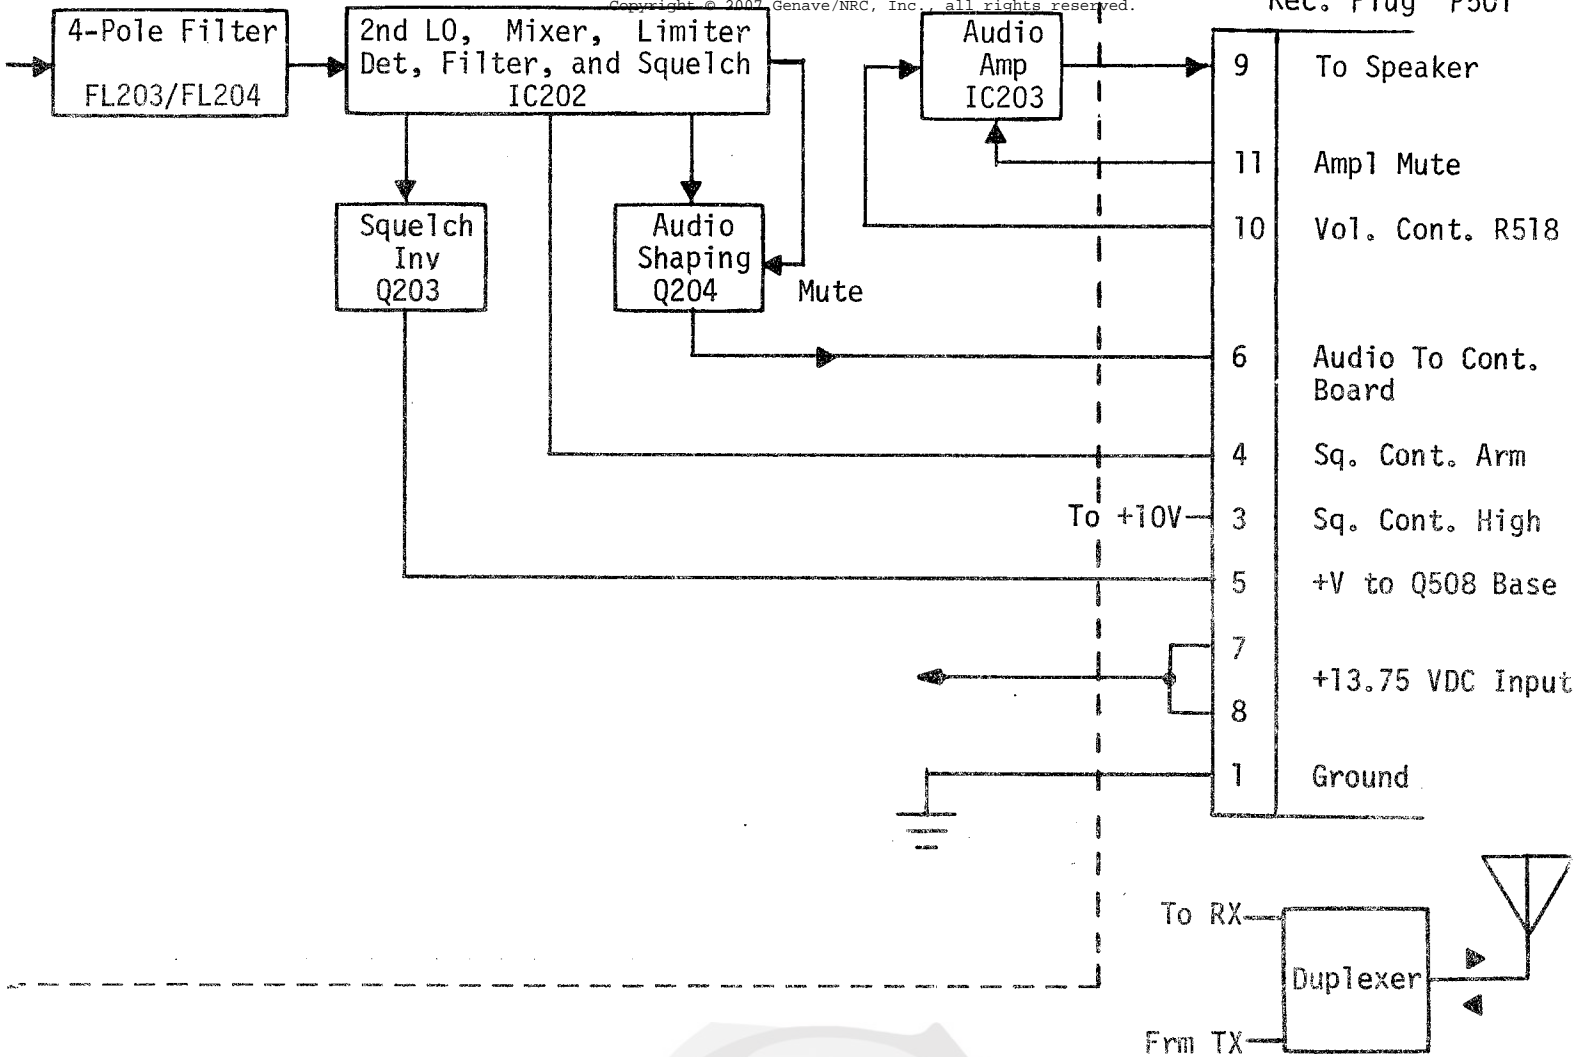 Copyright © 2007 Genave/NRC, Inc., all rights reserved.
Rec. Plug P501
4-Pole Filter
FL203/FL204
2nd LO, Mixer, Limiter
Det, Filter, and Squelch
IC202
Audio
Amp
IC203
9 To Speaker
11 Ampl Mute
10 Vol. Cont. R518
Squelch
Inv
Q203
Audio
Shaping
Q204
Mute
6 Audio To Cont.
Board
4 Sq. Cont. Arm
To +10V
3 Sq. Cont. High
5 +V to Q508 Base
7
+13.75 VDC Input
8
1 Ground
To RX
Duplexer
Frm TX